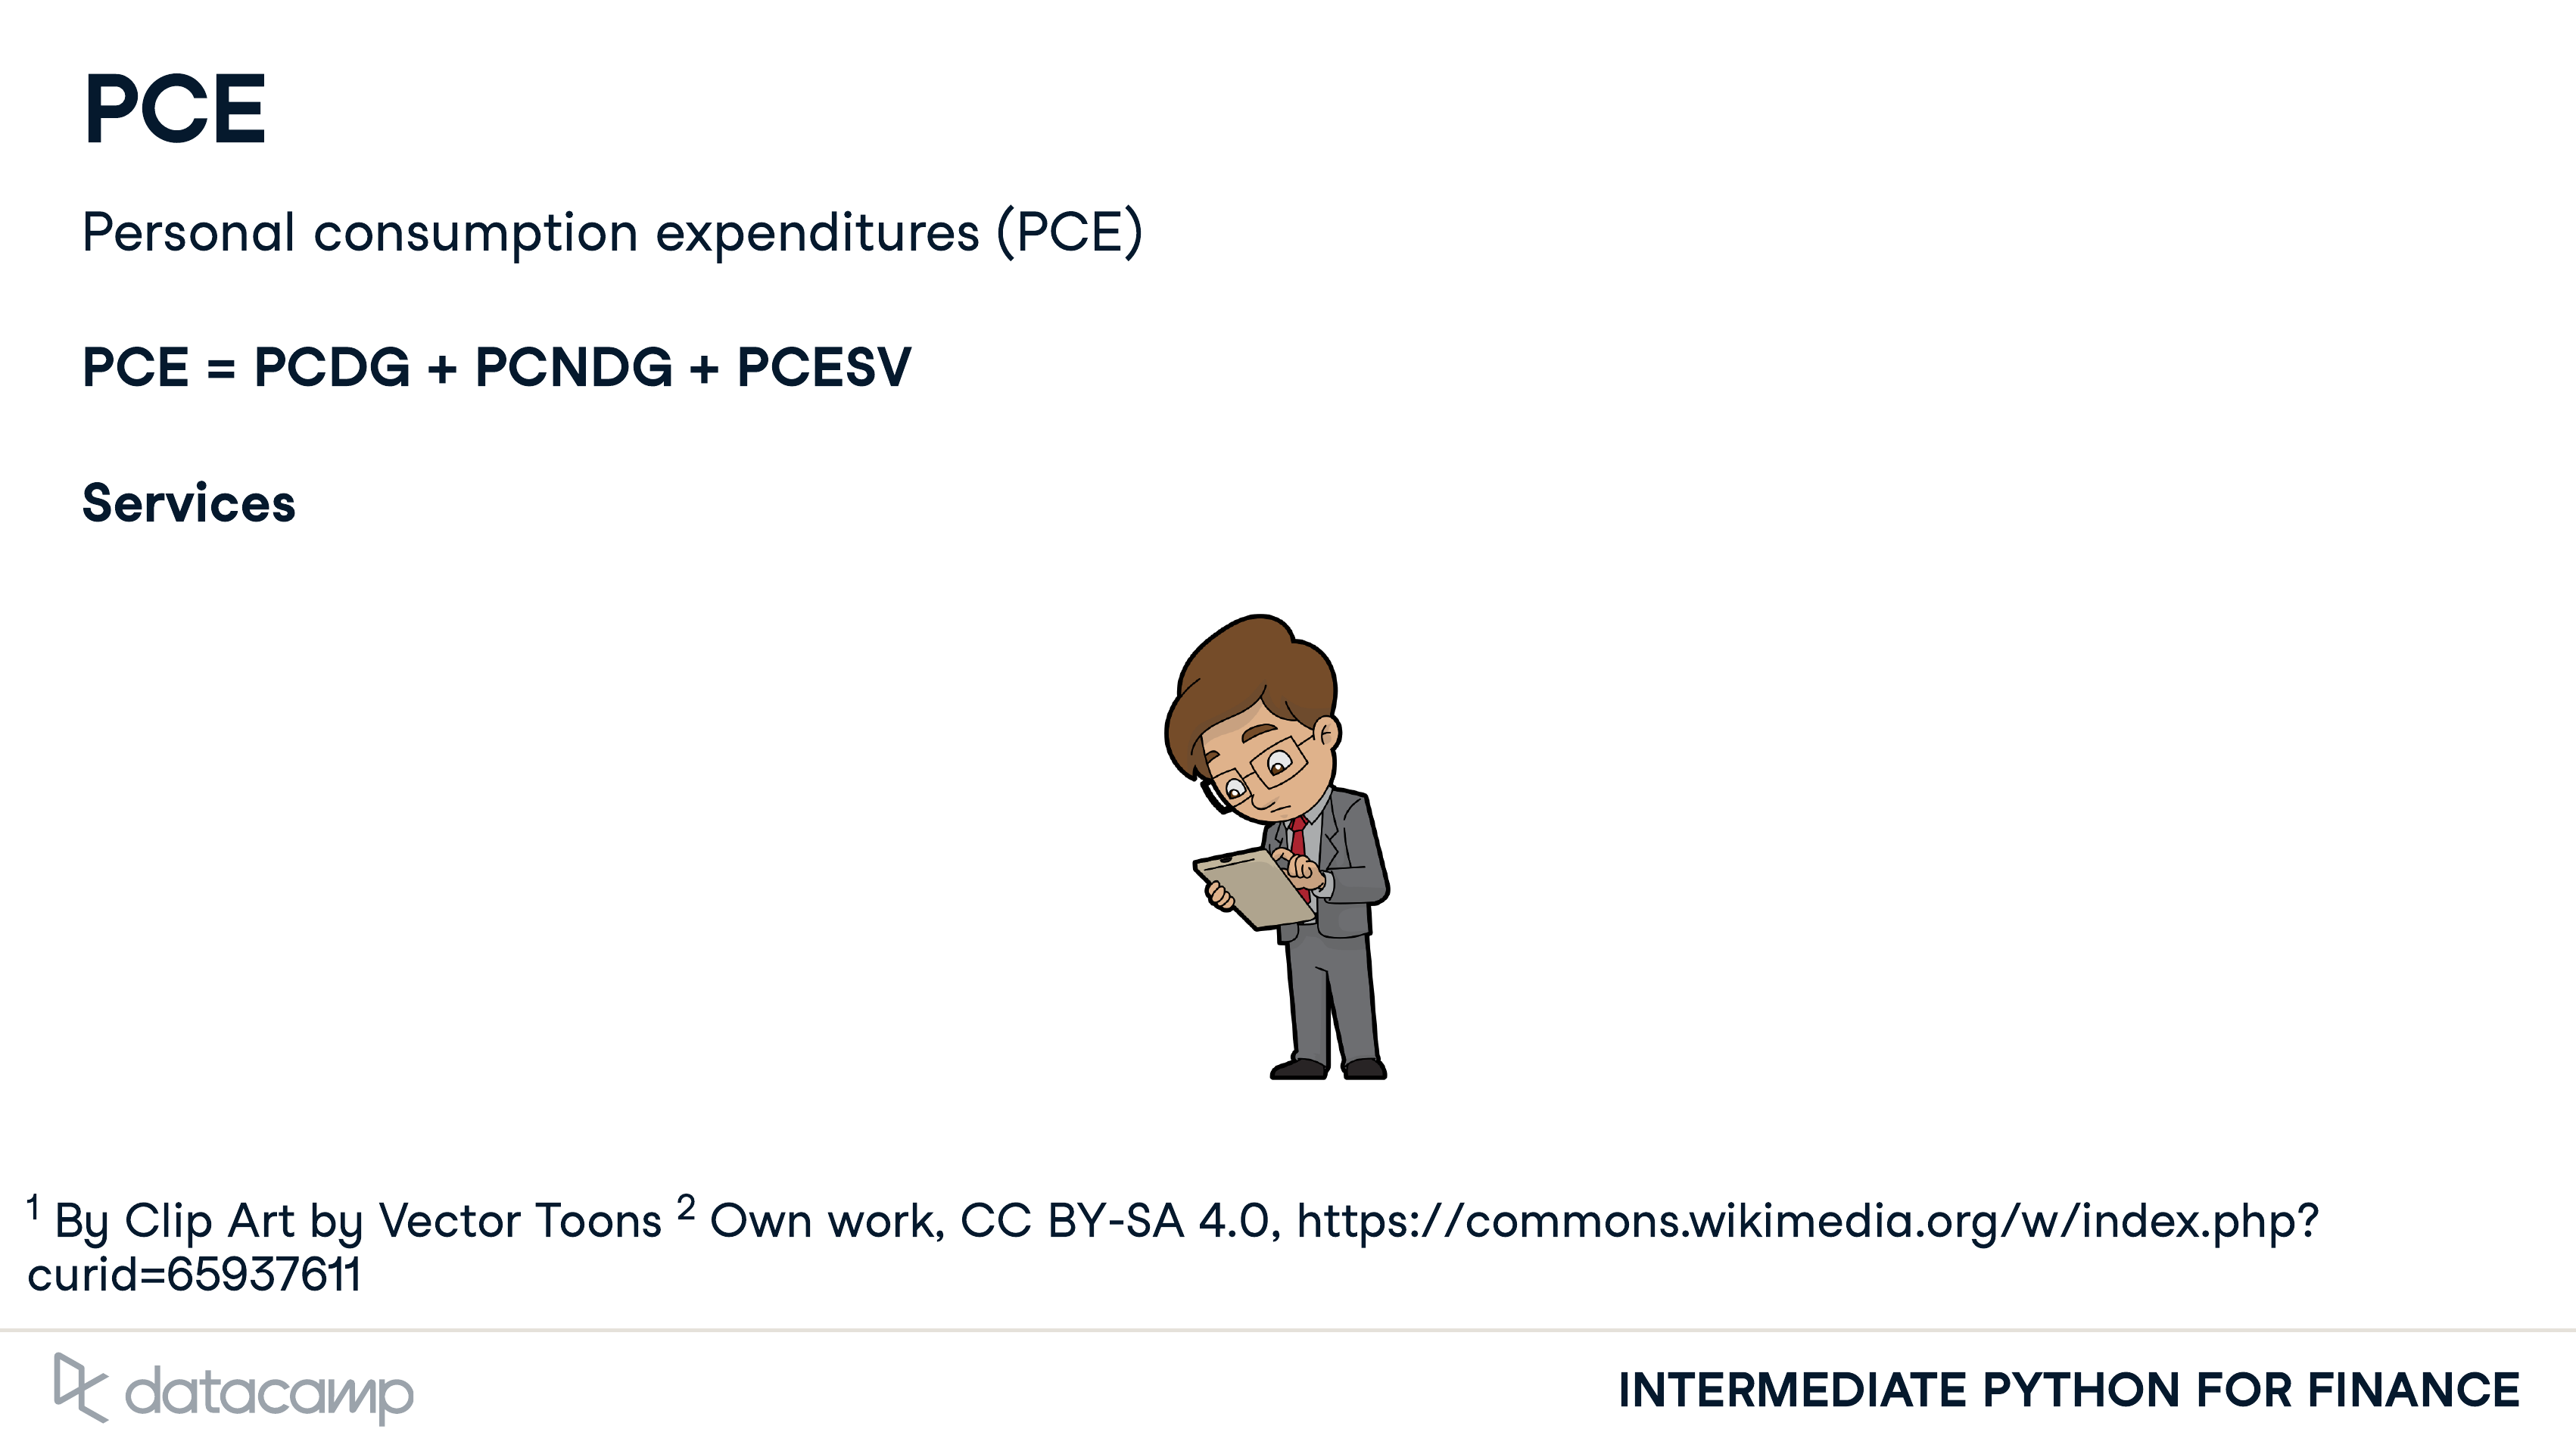 PCE
Personal consumption expenditures (PCE)
PCE = PCDG + PCNDG + PCESV
Services
¹ By Clip Art by Vector Toons ² Own work, CC BY-SA 4.0, https://commons.wikimedia.org/w/index.php?
curid=65937611
datacamp
INTERMEDIATE PYTHON FOR FINANCE